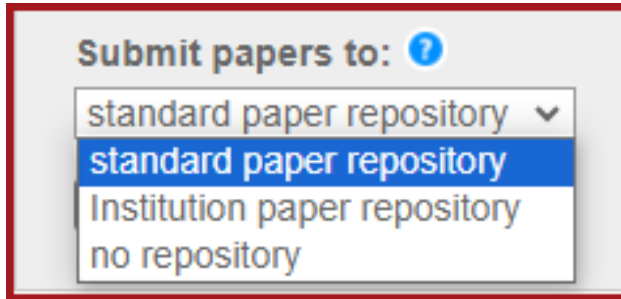 Submit papers to: ?
standard paper repository
standard paper repository
Institution paper repository
no repository